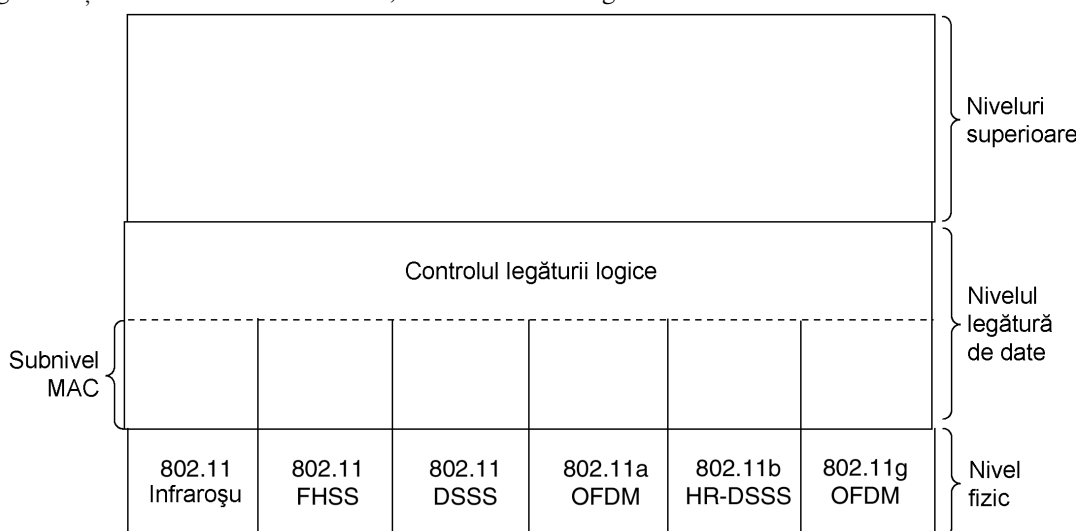 Niveluri
superioare
Controlul legăturii logice
Nivelul
legătură
de date
Subnivel
MAC
802.11
Infraroşu
802.11
FHSS
802.11
DSSS
802.11a
OFDM
802.11b
HR-DSSS
802.11g
OFDM
Nivel
fizic